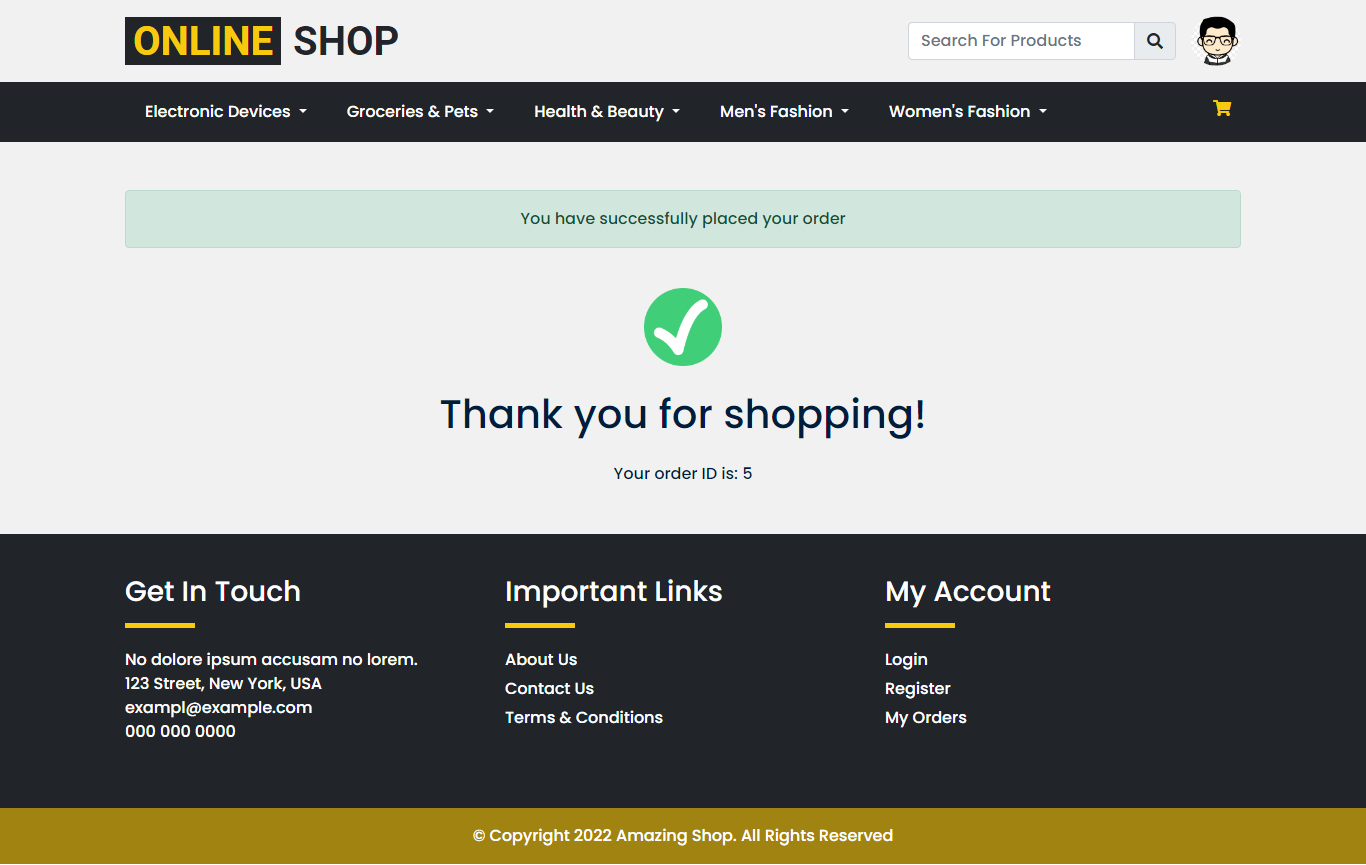 ONLINE SHOP
Search For Products
Electronic Devices
Groceries & Pets
Health & Beauty
Men's Fashion
Women's Fashion
You have successfully placed your order
Thank you for shopping!
Your order ID is: 5
Get In Touch
No dolore ipsum accusam no lorem.
123 Street, New York, USA
exampl@example.com
000 000 0000
Important Links
About Us
Contact Us
Terms & Conditions
My Account
Login
Register
My Orders
© Copyright 2022 Amazing Shop. All Rights Reserved